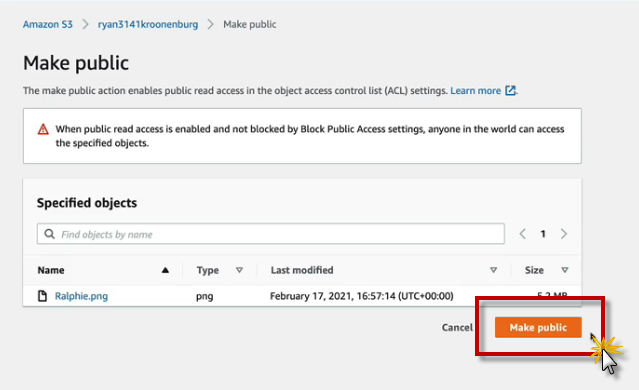 Amazon S3 > ryan3141kroonenburg > Make public
Make public
The make public action enables public read access in the object access control list (ACL) settings. Learn more.
When public read access is enabled and not blocked by Block Public Access settings, anyone in the world can access
the specified objects.
Specified objects
Find objects by name
< 1 >
Name Type Last modified Size
Ralphie.png png February 17, 2021, 16:57:14 (UTC+00:00) 5.2 MB
Cancel Make public